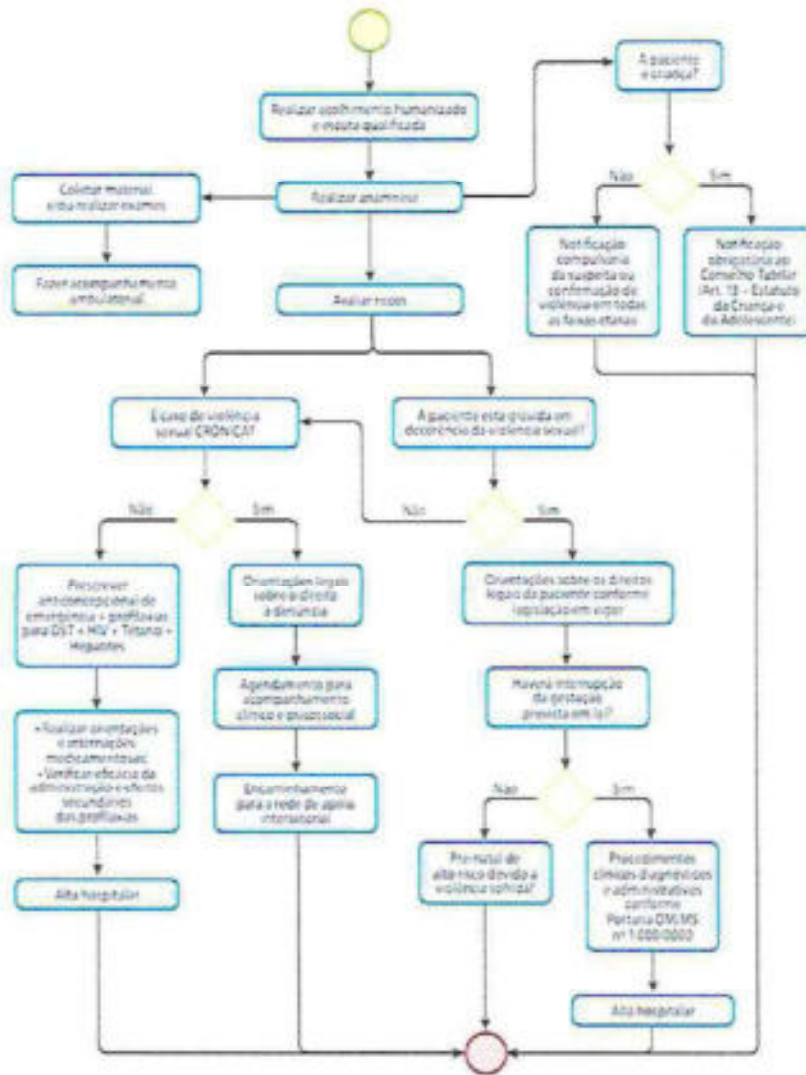 A paciente
é criança?
Realizar acolhimento humanizado
e escuta qualificada
Coletar material
e/ou realizar exames
Realizar anamnese
Não
Sim
Fazer acompanhamento
ambulatorial
Notificação
compulsória
da suspeita ou
confirmação de
violência em todas
as faixas etárias
Notificação
obrigatória ao
Conselho Tutelar
(Art. 13 - Estatuto
da Criança e
do Adolescente)
Avaliar riscos
É caso de violência
sexual CRÔNICA?
A paciente está grávida em
decorrência da violência sexual?
Não
Sim
Não
Sim
Prescrever
anticoncepcional de
emergência + profilaxias
para DST + HIV + Tétano +
Hepatites
Orientações legais
sobre o direito
a denúncia
Orientações sobre os direitos
legais da paciente conforme
legislação em vigor
Agendamento para
acompanhamento
clínico e psicossocial
Haverá interrupção
da gestação
prevista em lei?
• Realizar orientações
e
medicamentosas
• Verificar eficácia da
administração e efeitos
secundários
das profilaxias
Encaminhamento
para a rede de apoio
intersetorial
Não
Sim
Pré-natal de
alto risco devido a
violência sofrida?
Procedimentos
clínicos diagnósticos
e administrativos
conforme
Portaria GM/MS
nº
Alta hospitalar
Alta hospitalar